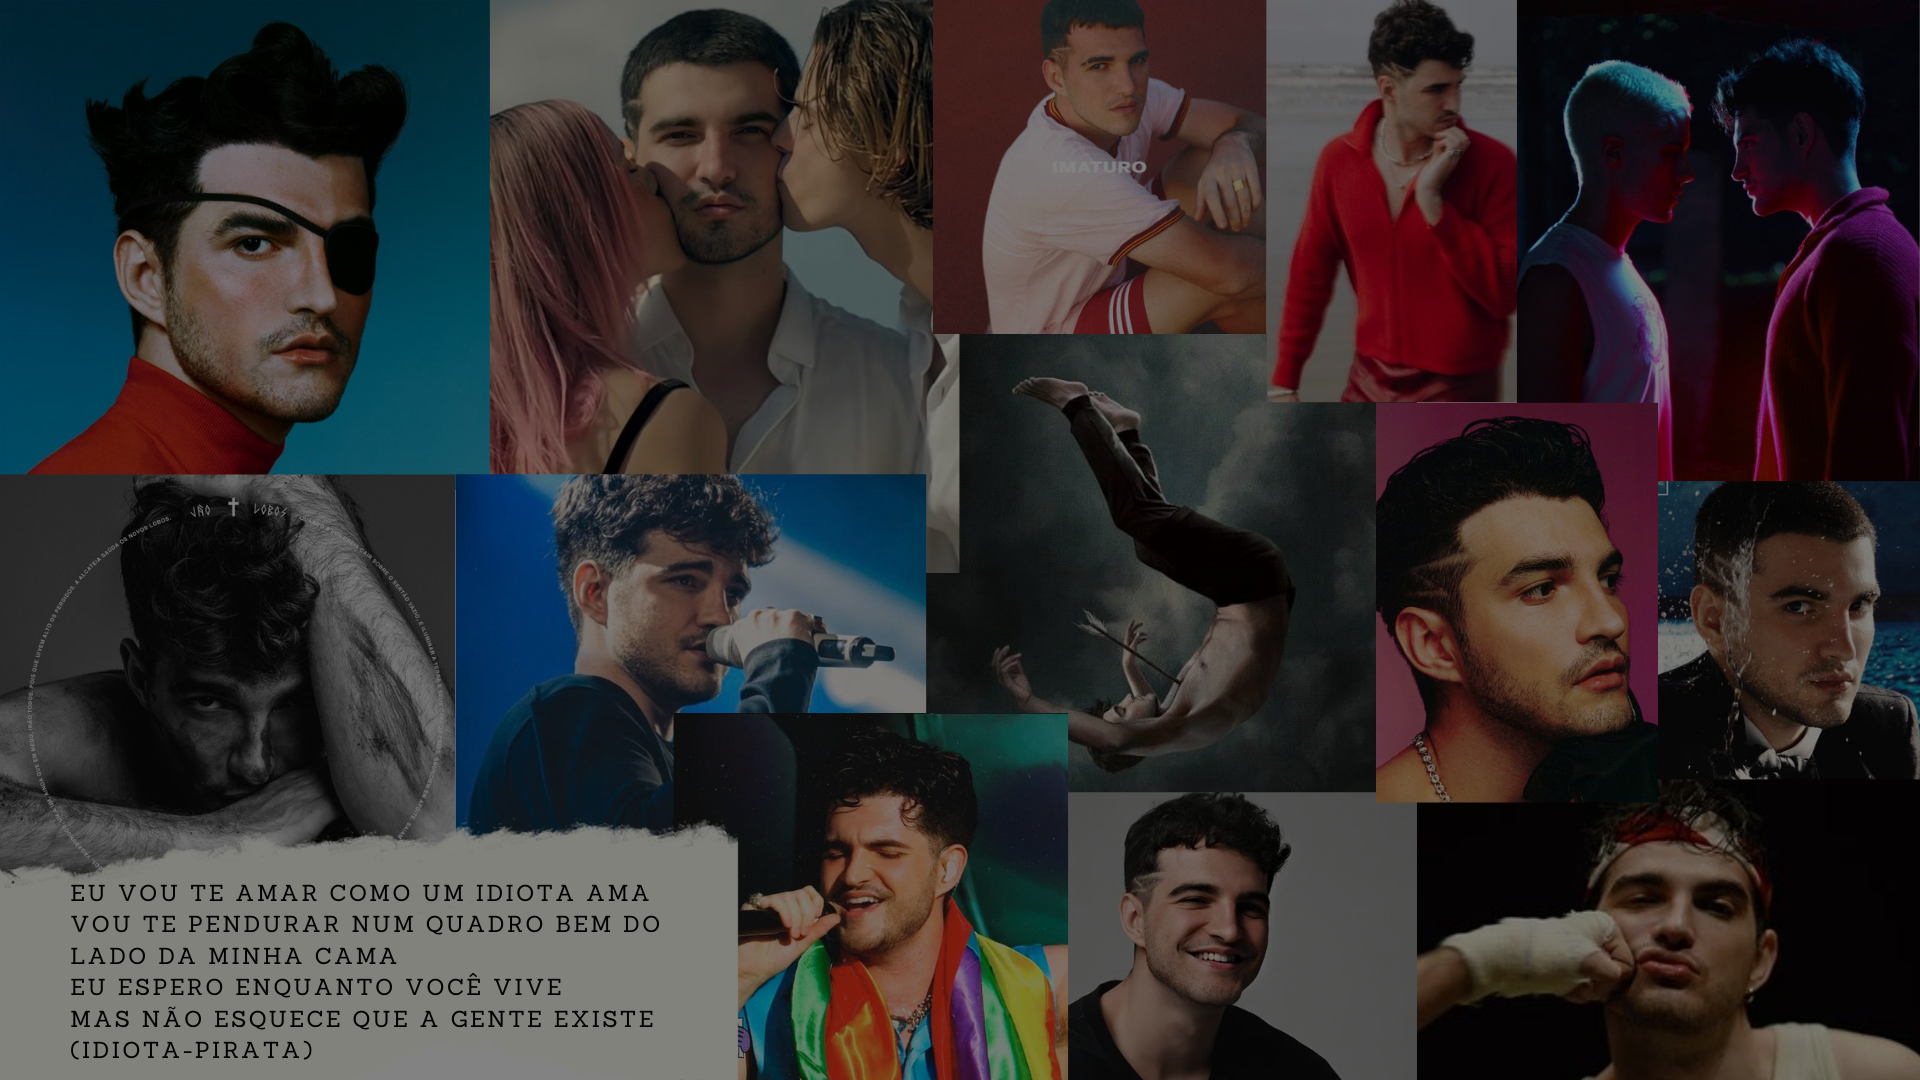 IMATURO
JÃO LOBOS
EU VOU TE AMAR COMO UM IDIOTA AMA
VOU TE PENDURAR NUM QUADRO BEM DO
LADO DA MINHA CAMA
EU ESPERO ENQUANTO VOCÊ VIVE
MAS NÃO ESQUECE QUE A GENTE EXISTE
(IDIOTA-PIRATA)